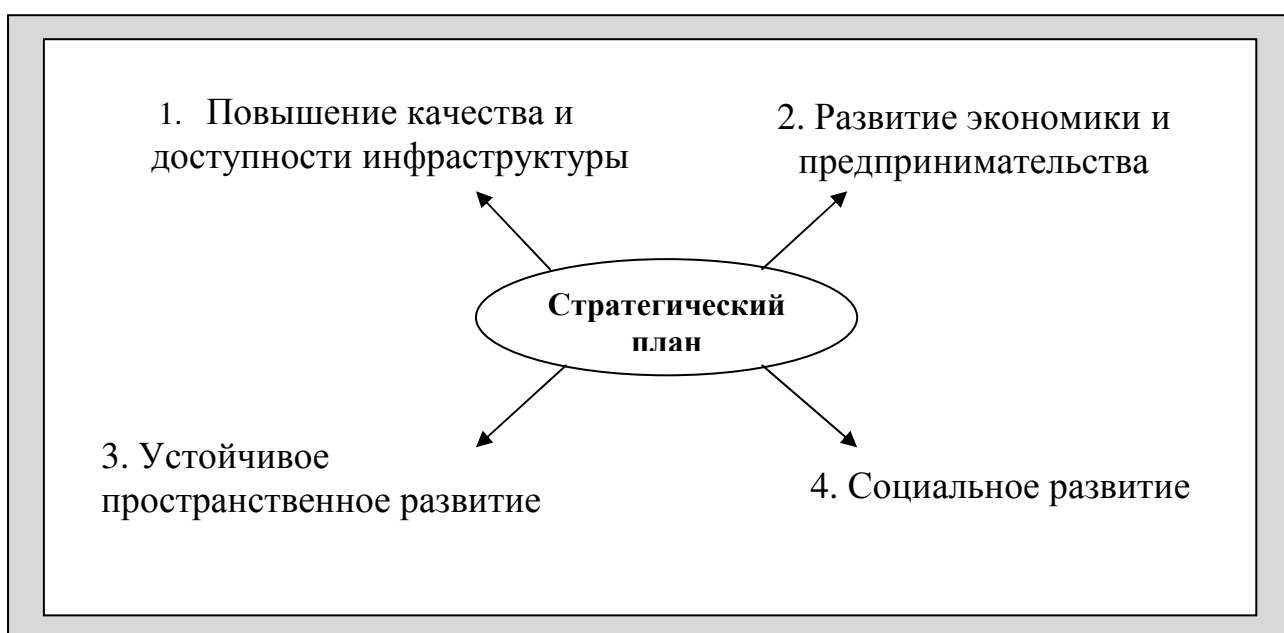 1. Повышение качества и
доступности инфраструктуры
2. Развитие экономики и
предпринимательства
Стратегический
план
3. Устойчивое
пространственное развитие
4. Социальное развитие